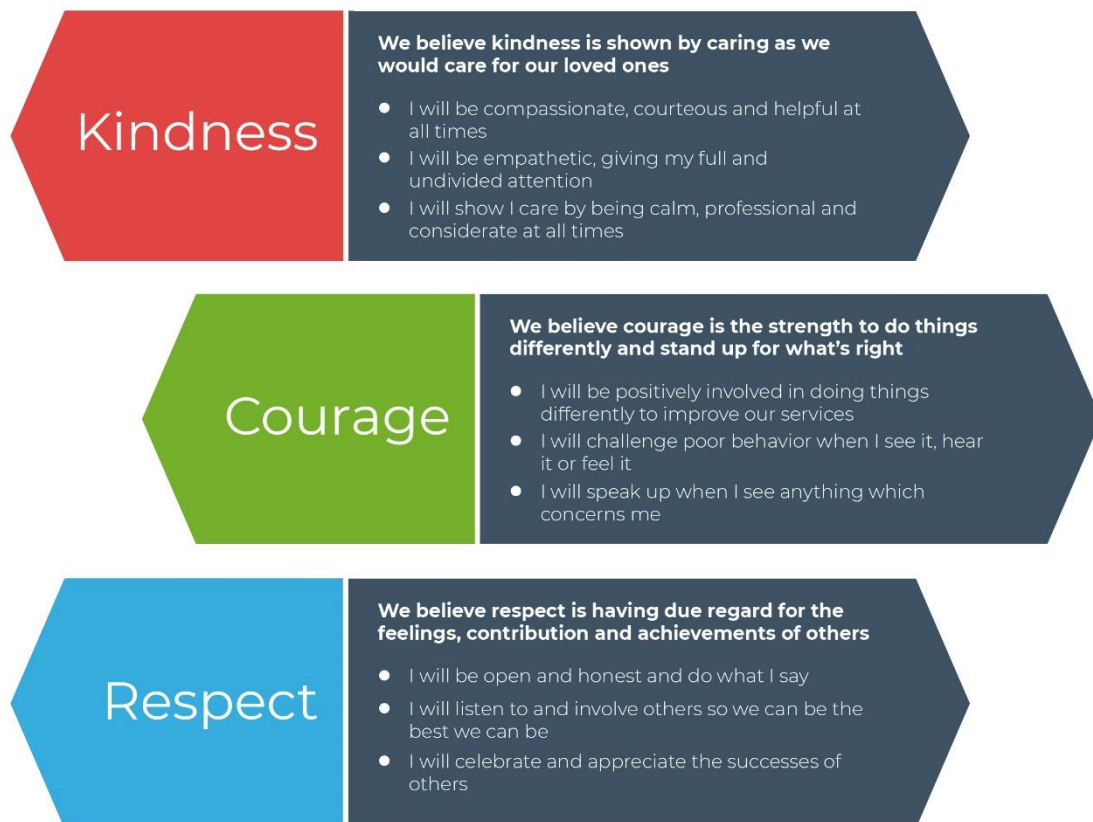 Kindness
We believe kindness is shown by caring as we
would care for our loved ones
● I will be compassionate, courteous and helpful at
all times
● I will be empathetic, giving my full and
undivided attention
● I will show I care by being calm, professional and
considerate at all times
Courage
We believe courage is the strength to do things
differently and stand up for what's right
● I will be positively involved in doing things
differently to improve our services
● I will challenge poor behavior when I see it, hear
it or feel it
● I will speak up when I see anything which
concerns me
Respect
We believe respect is having due regard for the
feelings, contribution and achievements of others
● I will be open and honest and do what I say
● I will listen to and involve others so we can be the
best we can be
● I will celebrate and appreciate the successes of
others